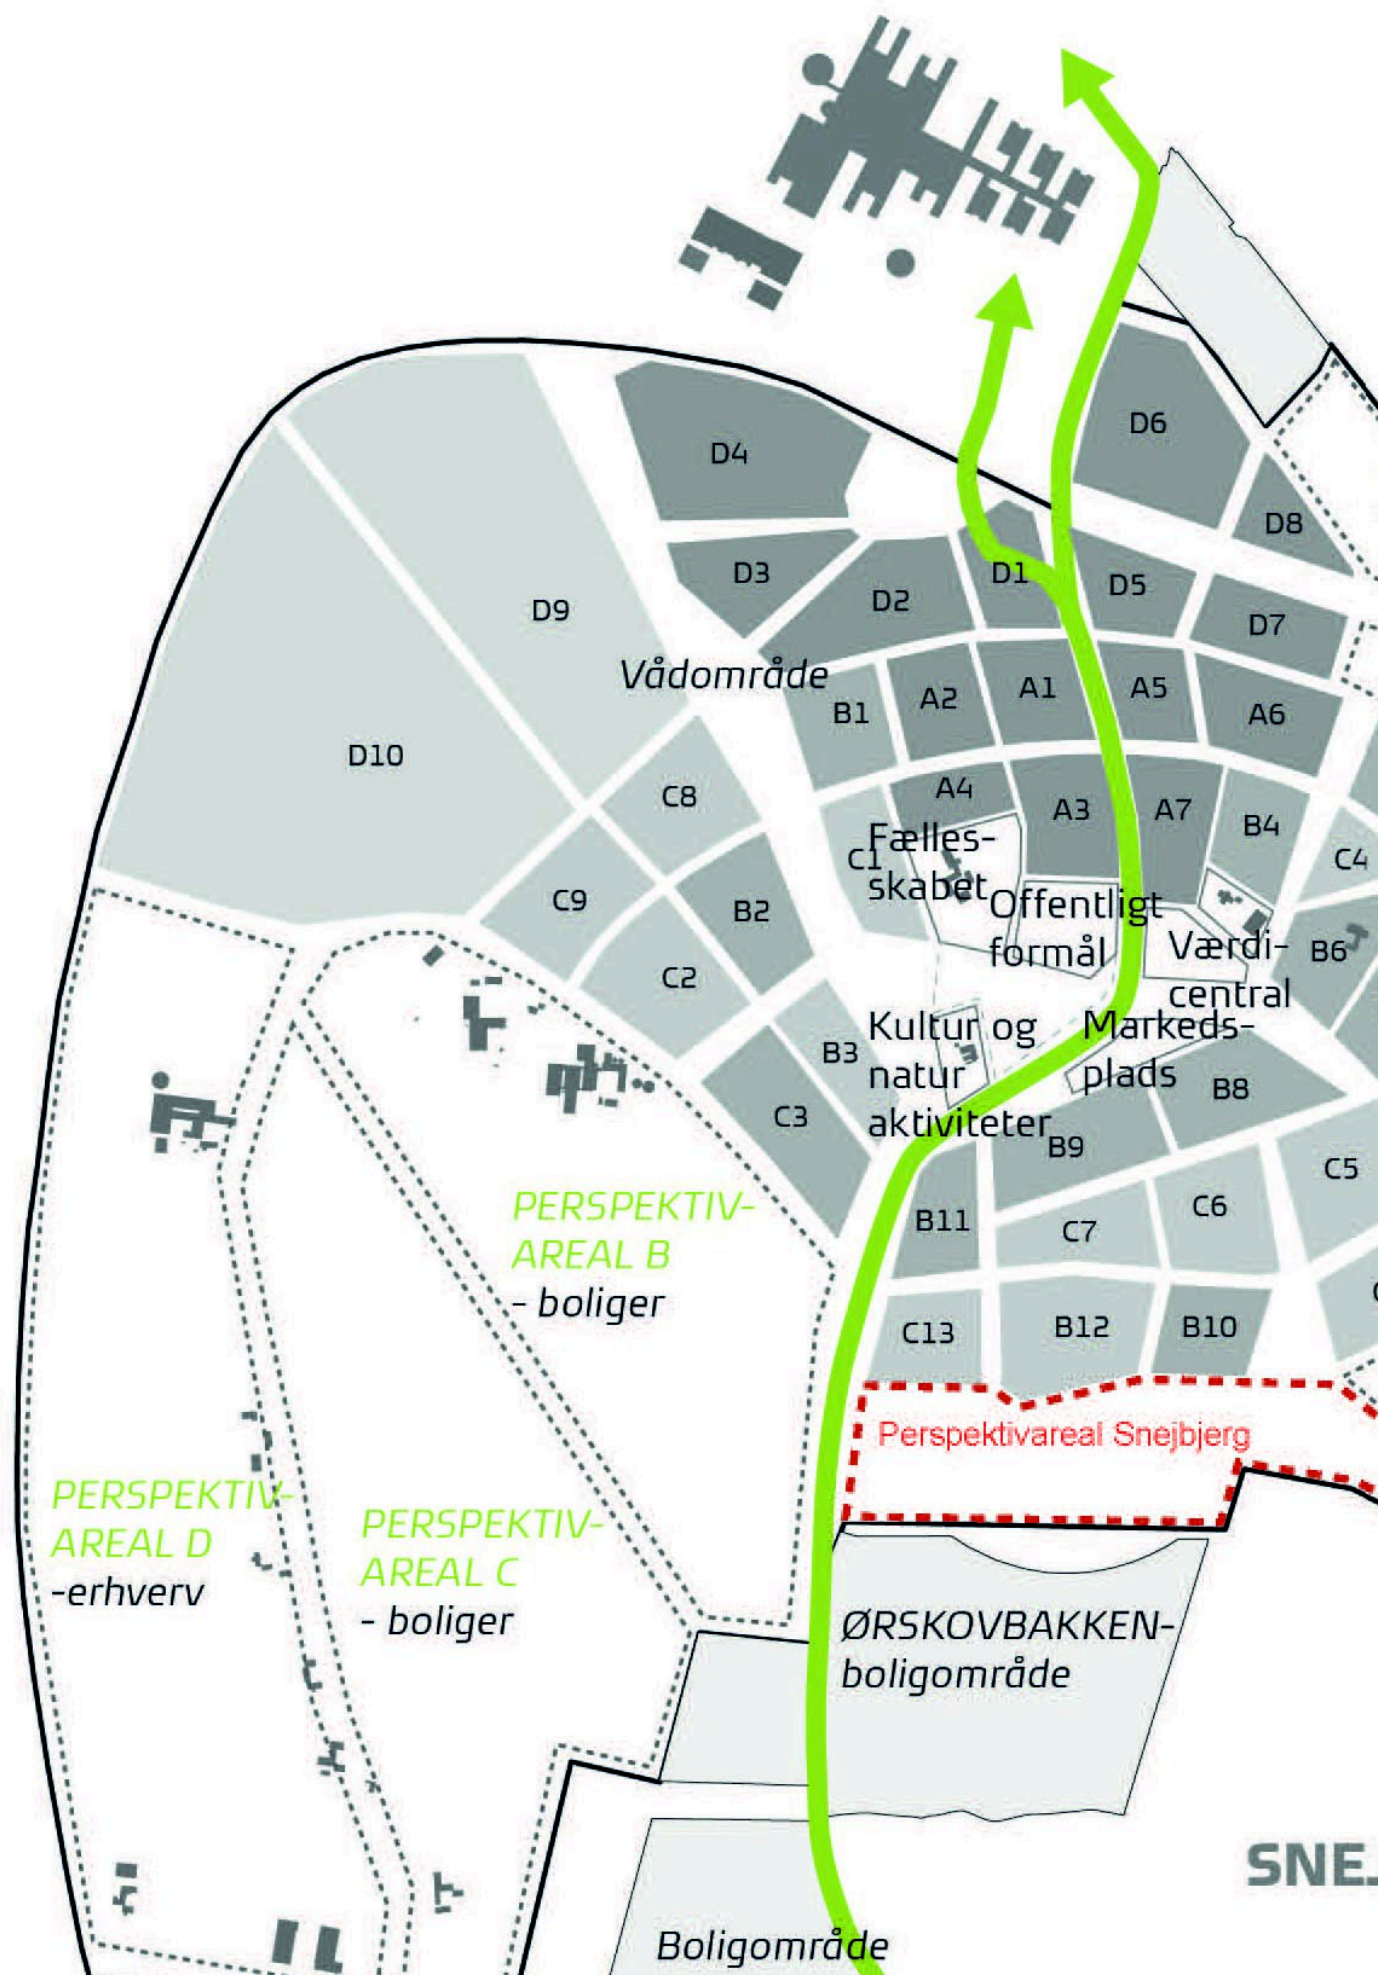 D6
D4
D8
D3
D1
D5
D2
D9
D7
Vådområde
A1
A5
A2
B1
A6
D10
A4
C8
A3
A7
B4
Fælles-
skabet
C1
C4
C9
B2
Offentligt
formål
Værdi-
central
B6
C2
Kultur og
natur
aktiviteter
Markeds-
plads
B3
B8
C3
B9
C5
PERSPEKTIV-
AREAL B
- boliger
C6
B11
C7
C13
B12
B10
Perspektivareal Snejbjerg
PERSPEKTIV-
AREAL D
-erhverv
PERSPEKTIV-
AREAL C
- boliger
ØRSKOVBAKKEN-
boligområde
SNEJ
Boligområde